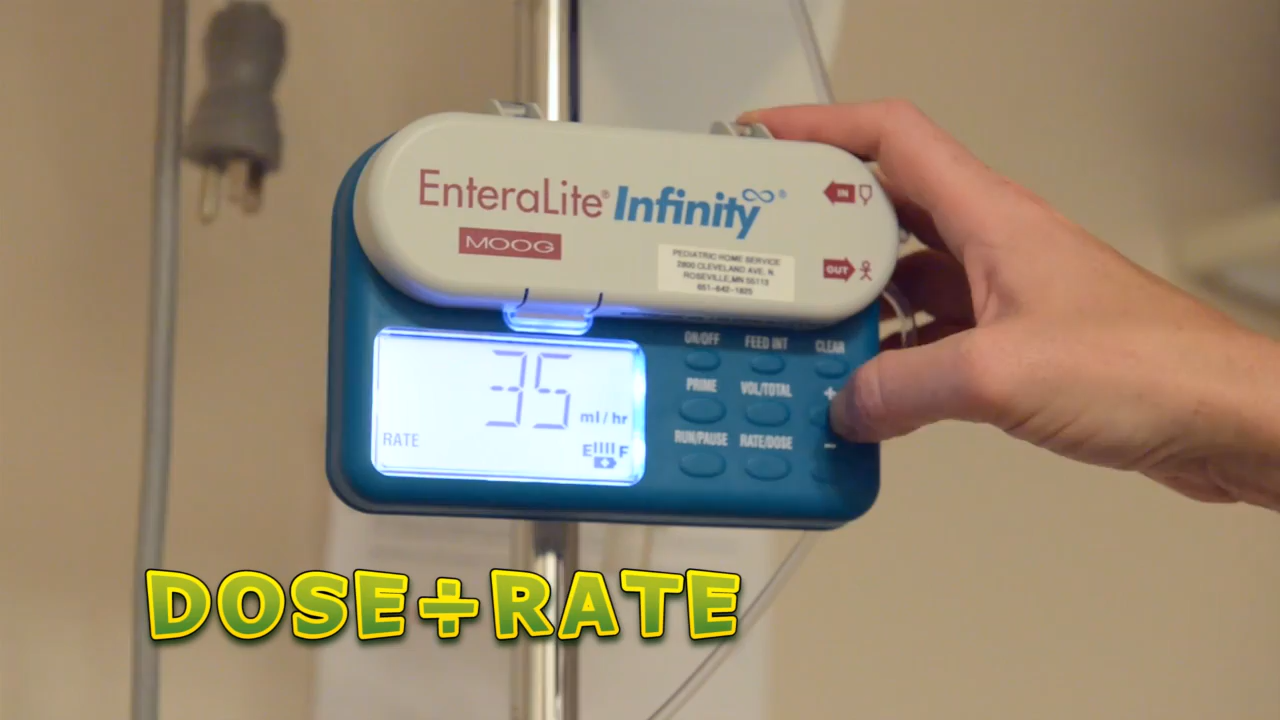 EnteraLite® Infinity®
MOOG
IN
PEDIATRIC HOME SERVICE
2800 CLEVELAND AVE. N.
ROSEVILLE, MN 55113
651-642-1825
OUT
ON/OFF FEED INT CLEAR
PRIME VOL/TOTAL +
RUN/PAUSE RATE/DOSE −
35 ml/hr
RATE
E F
DOSE÷RATE